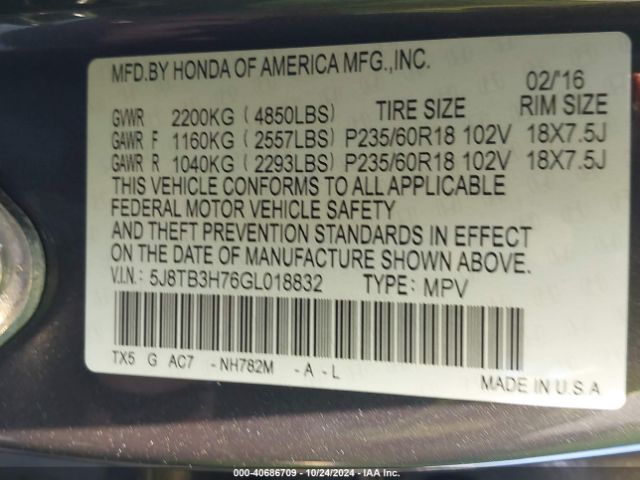 MFD.BY HONDA OF AMERICA MFG.,INC.
02/'16
GVWR 2200KG ( 4850LBS) TIRE SIZE RIM SIZE
GAWR F 1160KG ( 2557LBS) P235/60R18 102V 18X7.5J
GAWR R 1040KG ( 2293LBS) P235/60R18 102V 18X7.5J
THIS VEHICLE CONFORMS TO ALL APPLICABLE
FEDERAL MOTOR VEHICLE SAFETY
AND THEFT PREVENTION STANDARDS IN EFFECT
ON THE DATE OF MANUFACTURE SHOWN ABOVE.
V.I.N.: 5J8TB3H76GL018832 TYPE: MPV
TX5 G AC7 -NH782M -A-L
MADE IN U.S.A
000-40686709 - 10/24/2024 - IAA Inc.